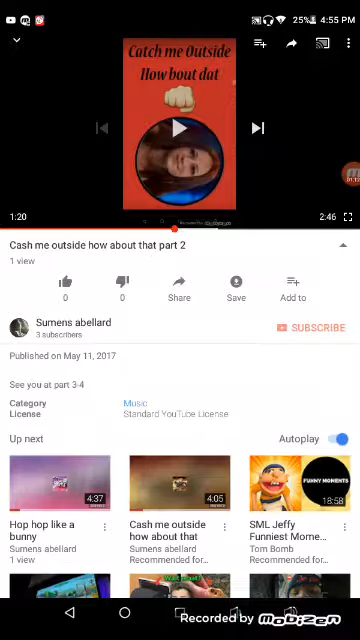 25% 4:55 PM
Catch me Outside
How bout dat
1:20
2:46
Cash me outside how about that part 2
1 view
0
0
Share
Save
Add to
Sumens abellard
3 subscribers
SUBSCRIBE
Published on May 11, 2017
See you at part 3-4
Category Music
License Standard YouTube License
Up next
Autoplay
4:37
4:05
FUNNY MOMENTS
18:58
Hop hop like a
bunny
Sumens abellard
1 view
Cash me outside
how about that
Sumens abellard
Recommended for...
SML Jeffy
Funniest Mome...
Tom Bomb
Recommended for...
Recorded by MOBIZEN